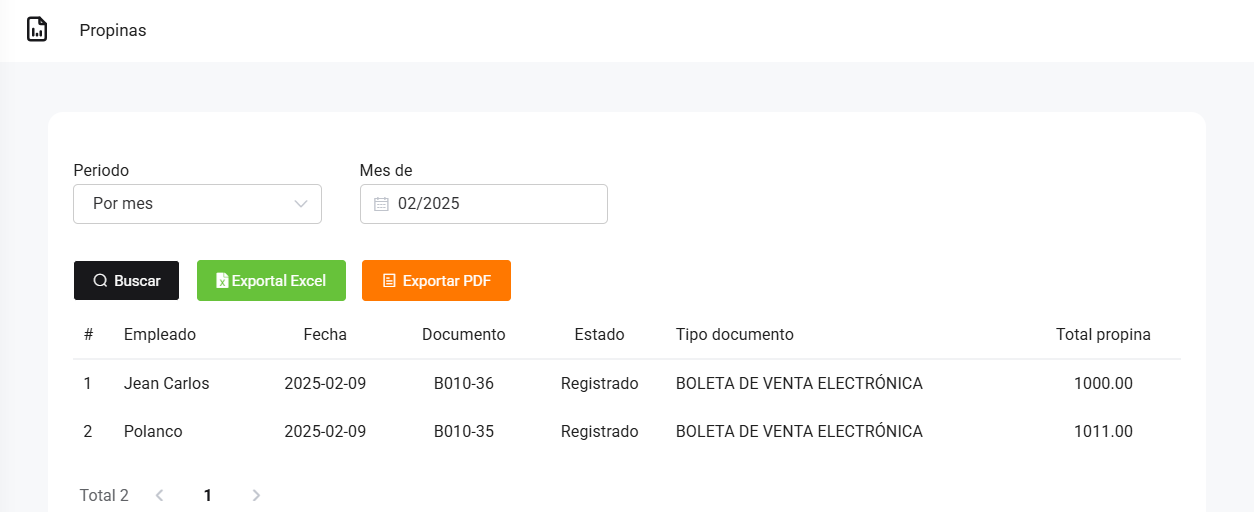 Propinas
Periodo Mes de
Por mes 02/2025
Buscar Exportal Excel Exportar PDF
# Empleado Fecha Documento Estado Tipo documento Total propina
1 Jean Carlos 2025-02-09 B010-36 Registrado BOLETA DE VENTA ELECTRÓNICA 1000.00
2 Polanco 2025-02-09 B010-35 Registrado BOLETA DE VENTA ELECTRÓNICA 1011.00
Total 2 1